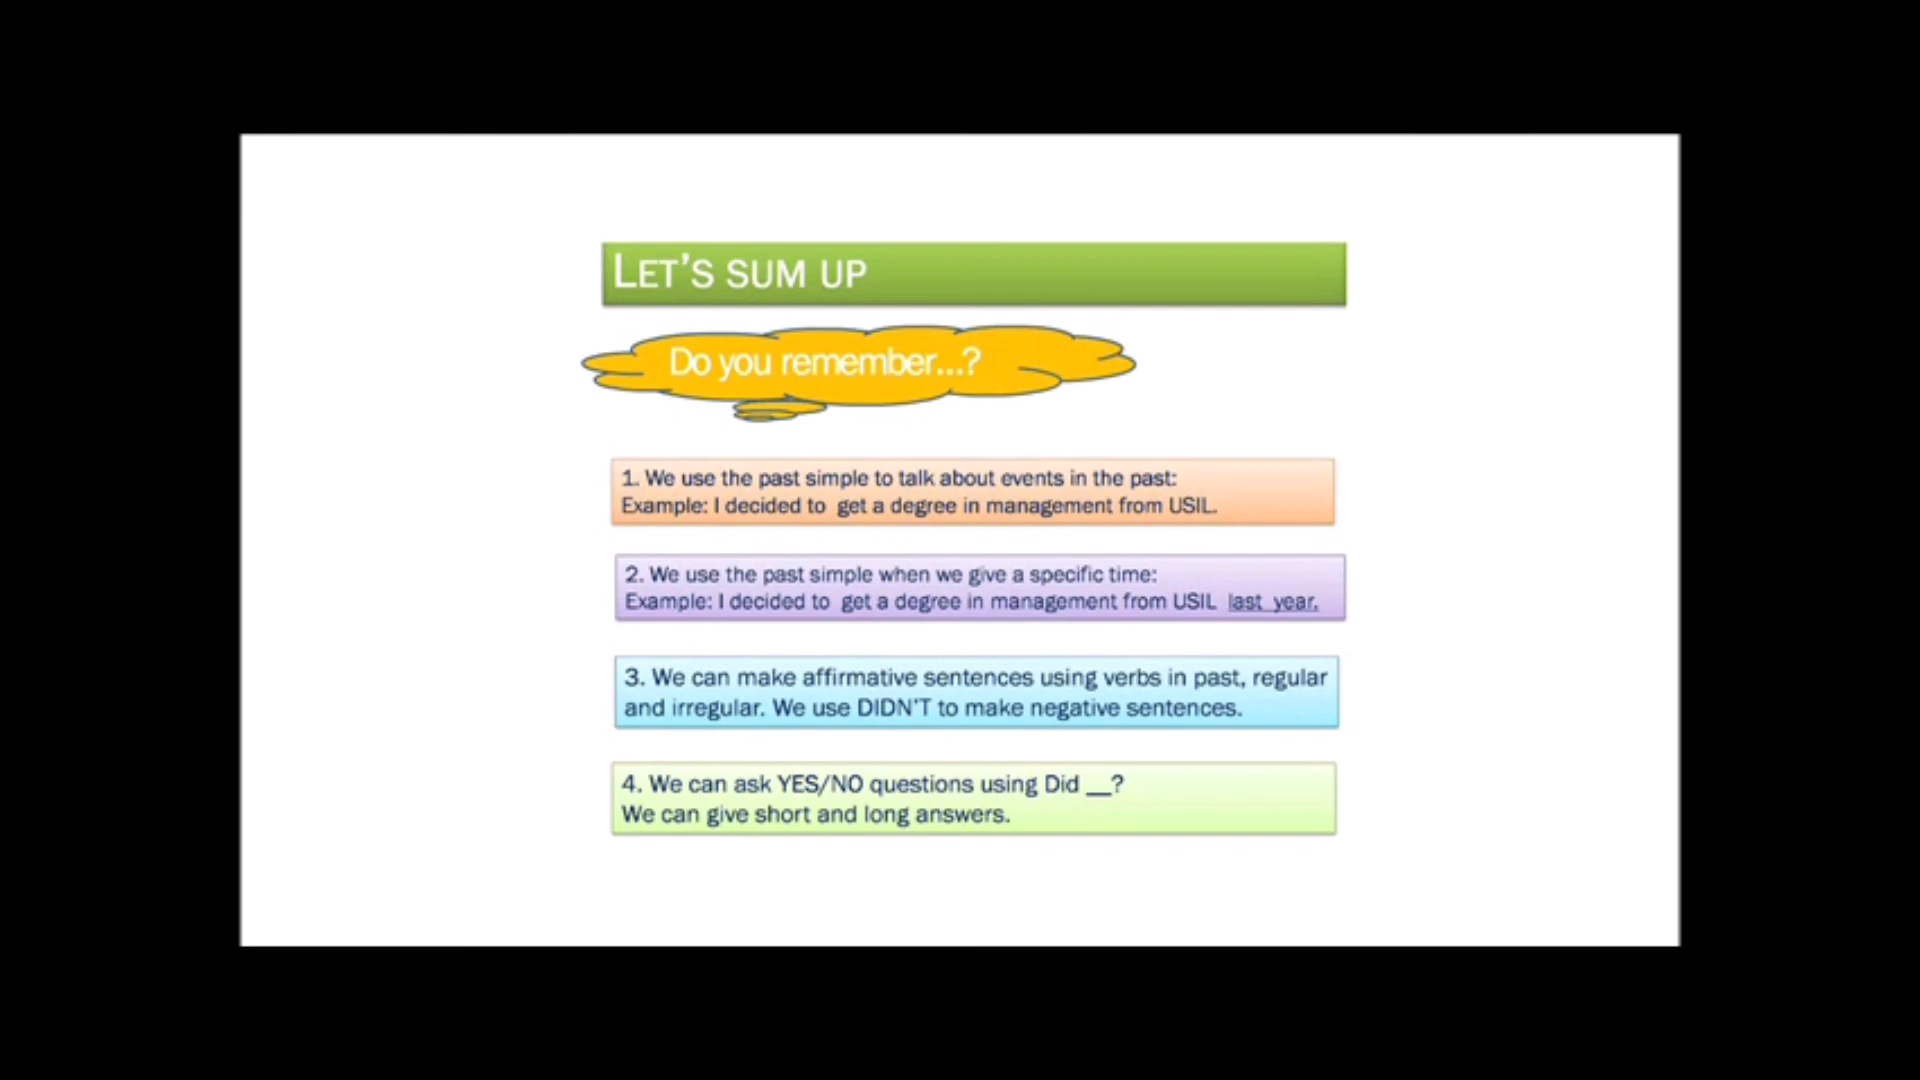 LET'S SUM UP
Do you remember...?
1. We use the past simple to talk about events in the past:
Example: I decided to get a degree in management from USIL.
2. We use the past simple when we give a specific time:
Example: I decided to get a degree in management from USIL last year.
3. We can make affirmative sentences using verbs in past, regular
and irregular. We use DIDN'T to make negative sentences.
4. We can ask YES/NO questions using Did __?
We can give short and long answers.